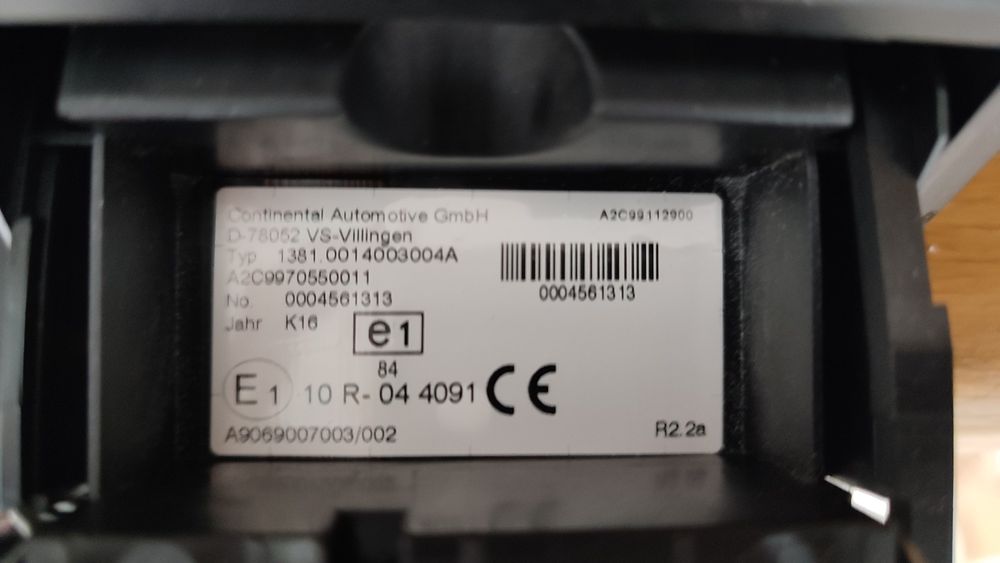 Continental Automotive GmbH
A2C99112900
D-78052 VS-Villingen
Typ 1381.0014003004A
A2C9970550011
No. 0004561313
0004561313
Jahr K16
e1
84
E1 10 R- 04 4091 CE
A9069007003/002
R2.2a